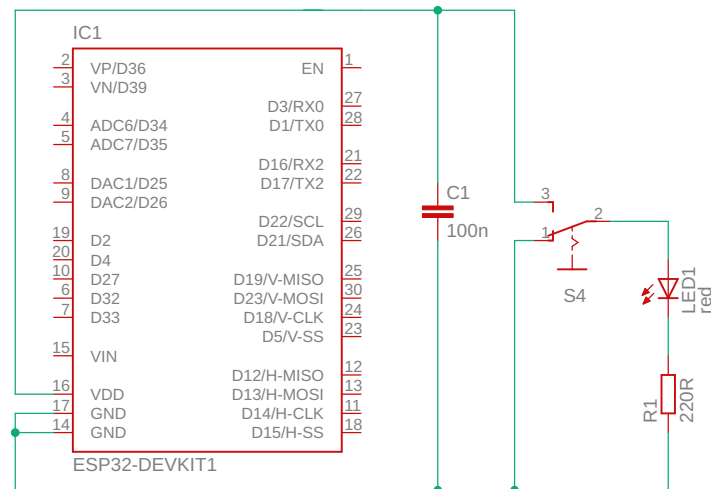 IC1
2 VP/D36 EN 1
3 VN/D39
D3/RX0 27
4 ADC6/D34 D1/TX0 28
5 ADC7/D35
D16/RX2 21
8 DAC1/D25 D17/TX2 22
9 DAC2/D26
D22/SCL 29
19 D2 D21/SDA 26
20 D4
10 D27 D19/V-MISO 25
6 D32 D23/V-MOSI 30
7 D33 D18/V-CLK 24
D5/V-SS 23
15 VIN
D12/H-MISO 12
16 VDD D13/H-MOSI 13
17 GND D14/H-CLK 11
14 GND D15/H-SS 18
ESP32-DEVKIT1
C1
100n
3
2
1
S4
LED1
red
R1
220R